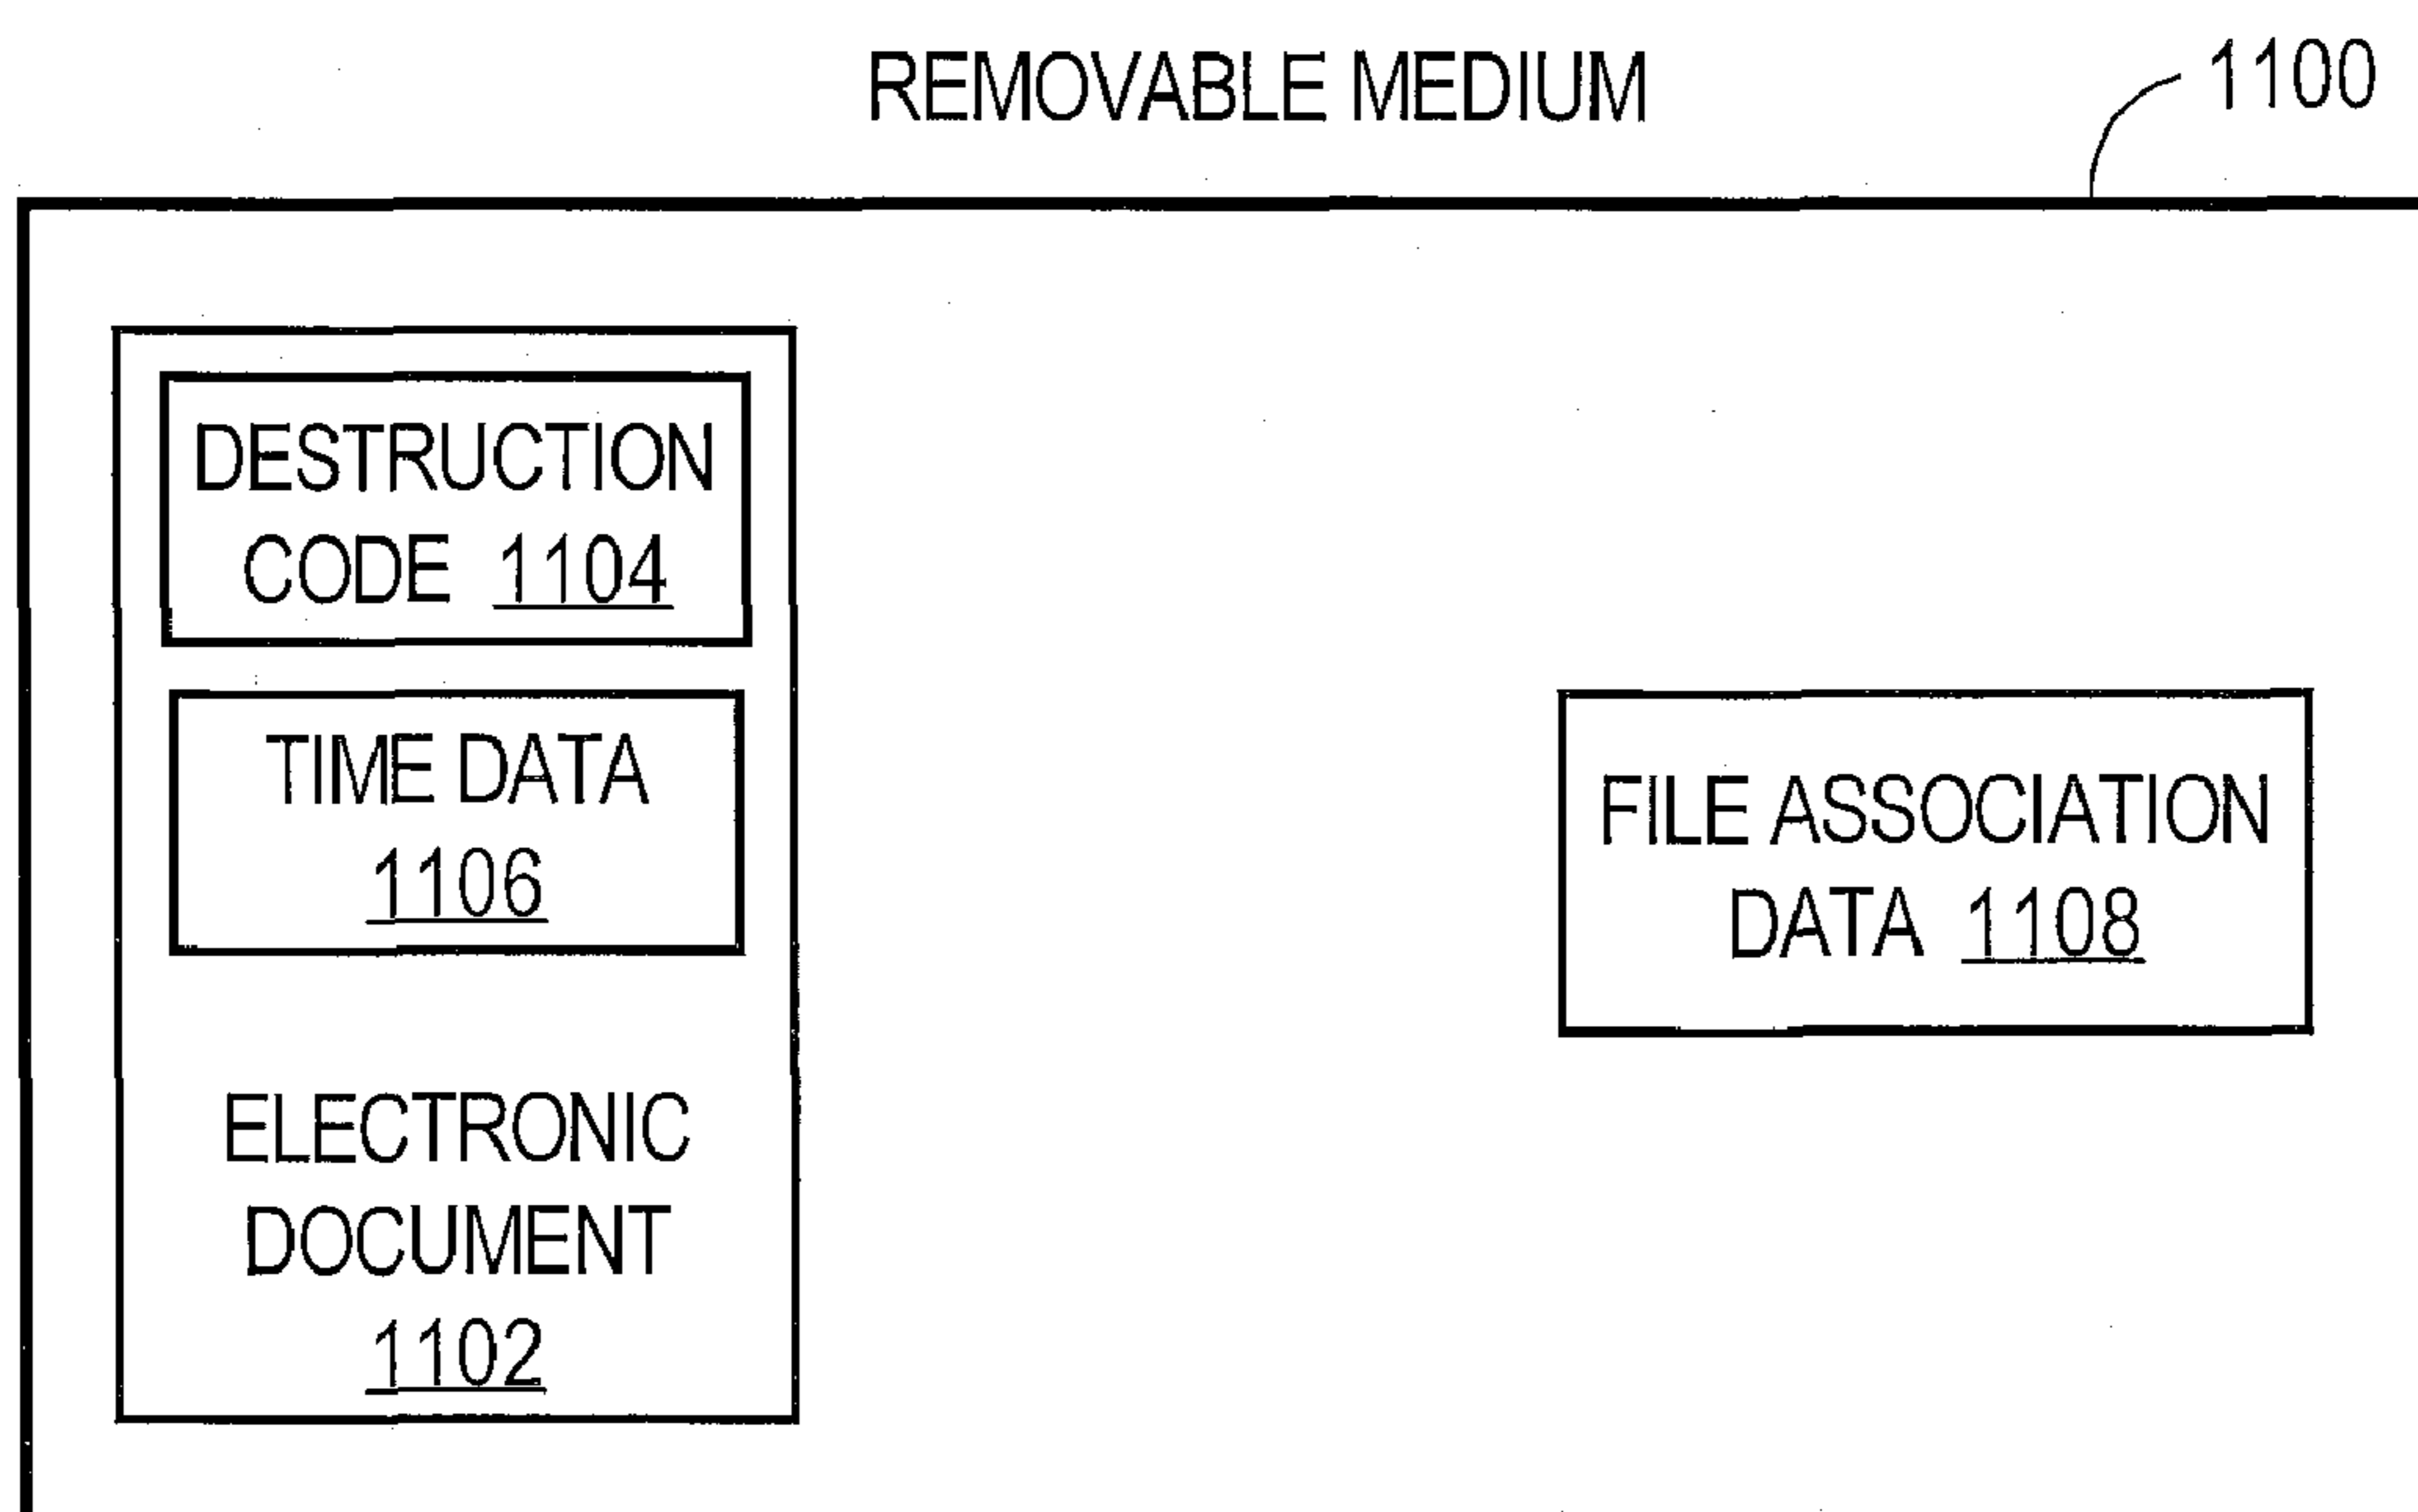 REMOVABLE MEDIUM
1100
DESTRUCTION
CODE 1104
TIME DATA
1106
ELECTRONIC
DOCUMENT
1102
FILE ASSOCIATION
DATA 1108